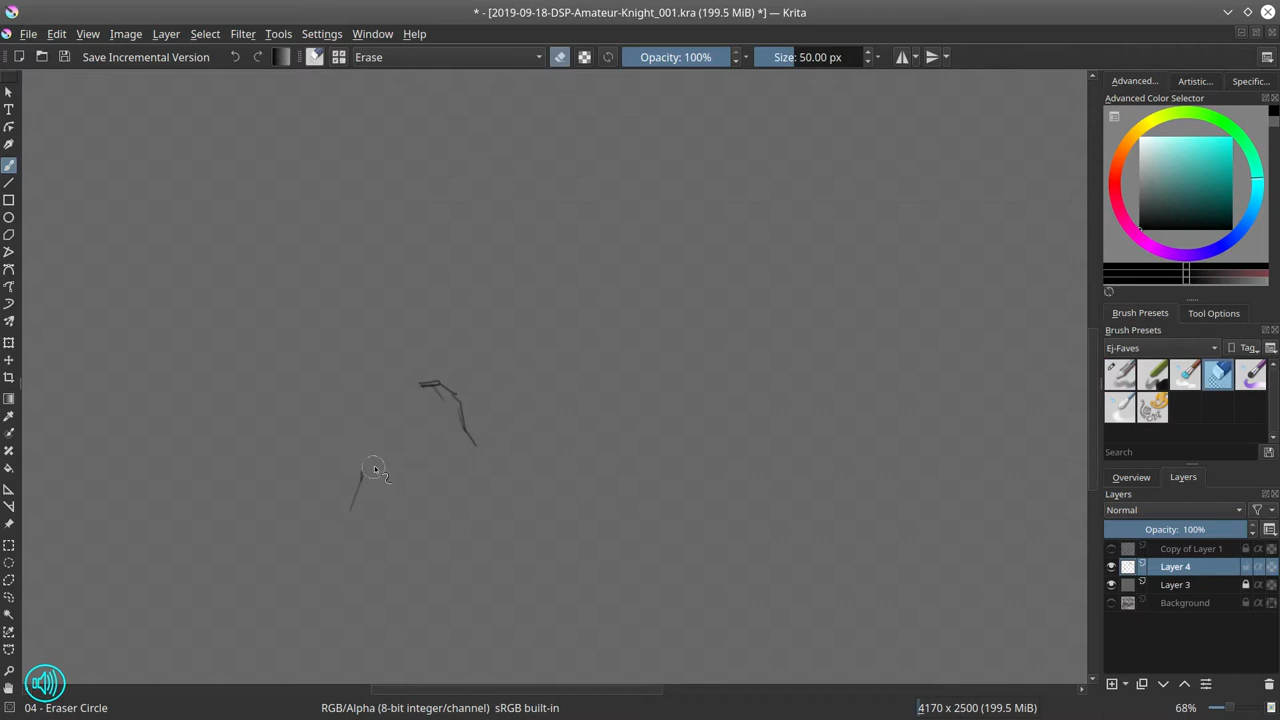 * - [2019-09-18-DSP-Amateur-Knight_001.kra (199.5 MiB) *] — Krita
File Edit View Image Layer Select Filter Tools Settings Window Help
Save Incremental Version Erase Opacity: 100% Size: 50.00 px
Advanced... Artistic... Specific...
Advanced Color Selector
Brush Presets Tool Options
Brush Presets
Ej-Faves Tag
Search
Overview Layers
Layers
Normal
Opacity: 100%
Copy of Layer 1
Layer 4
Layer 3
Background
04 - Eraser Circle RGB/Alpha (8-bit integer/channel) sRGB built-in 4170 x 2500 (199.5 MiB) 68%